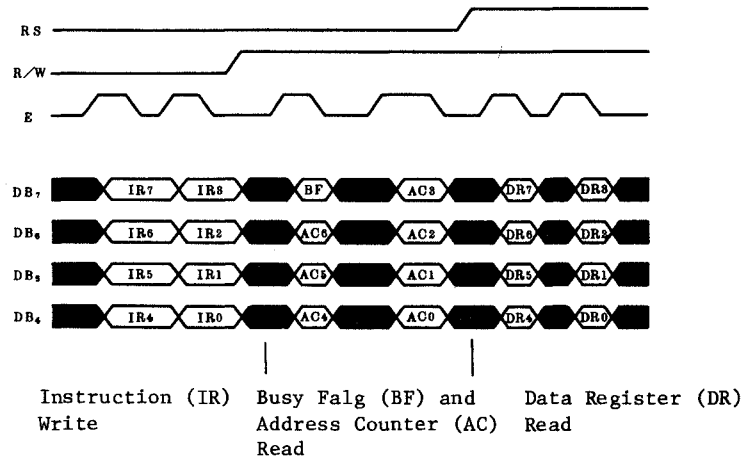 RS
R/W
E
DB₇ IR7 IR3 BF AC3 DR7 DR3
DB₆ IR6 IR2 AC6 AC2 DR6 DR2
DB₅ IR5 IR1 AC5 AC1 DR5 DR1
DB₄ IR4 IR0 AC4 AC0 DR4 DR0
Instruction (IR) Busy Falg (BF) and Data Register (DR)
Write Address Counter (AC) Read
Read